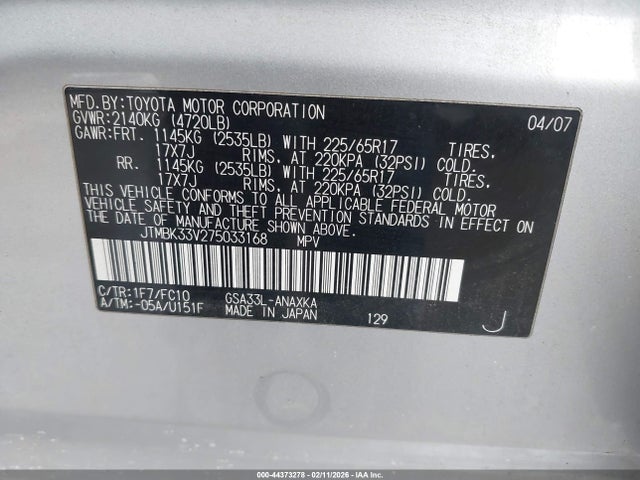 MFD.BY:TOYOTA MOTOR CORPORATION 04/07
GVWR:2140KG (4720LB)
GAWR:FRT. 1145KG (2535LB) WITH 225/65R17 TIRES,
17X7J RIMS, AT 220KPA (32PSI) COLD.
RR. 1145KG (2535LB) WITH 225/65R17 TIRES,
17X7J RIMS, AT 220KPA (32PSI) COLD.
THIS VEHICLE CONFORMS TO ALL APPLICABLE FEDERAL MOTOR
VEHICLE SAFETY AND THEFT PREVENTION STANDARDS IN EFFECT ON
THE DATE OF MANUFACTURE SHOWN ABOVE.
JTMBK33V275033168 MPV
C/TR:1F7/FC10 GSA33L-ANAXKA
A/TM:-05A/U151F MADE IN JAPAN 129 J
000-44373278 - 02/11/2026 - IAA Inc.